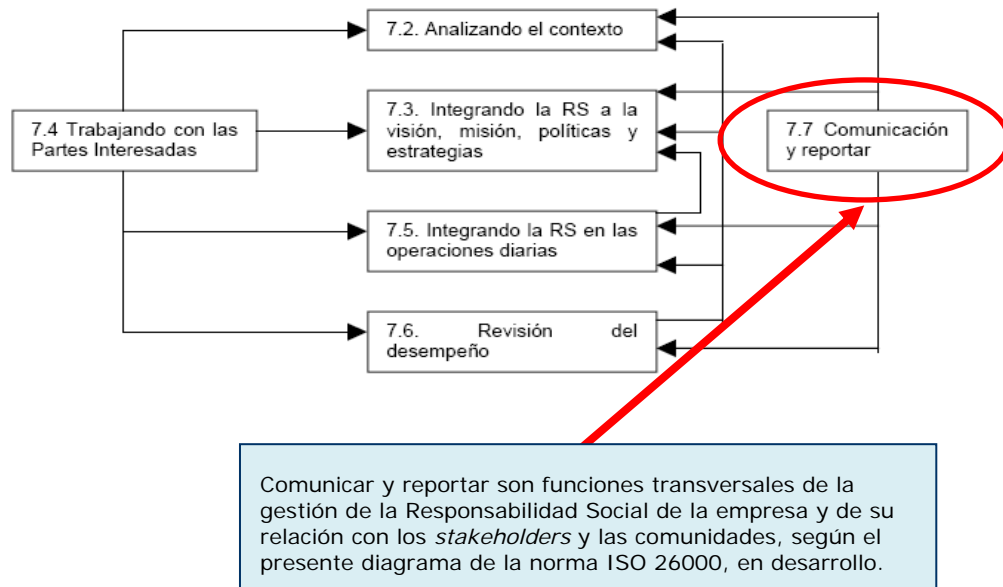 7.2. Analizando el contexto
7.4 Trabajando con las
Partes Interesadas
7.3. Integrando la RS a la
visión, misión, políticas y
estrategias
7.7 Comunicación
y reportar
7.5. Integrando la RS en las
operaciones diarias
7.6. Revisión del
desempeño
Comunicar y reportar son funciones transversales de la
gestión de la Responsabilidad Social de la empresa y de su
relación con los stakeholders y las comunidades, según el
presente diagrama de la norma ISO 26000, en desarrollo.